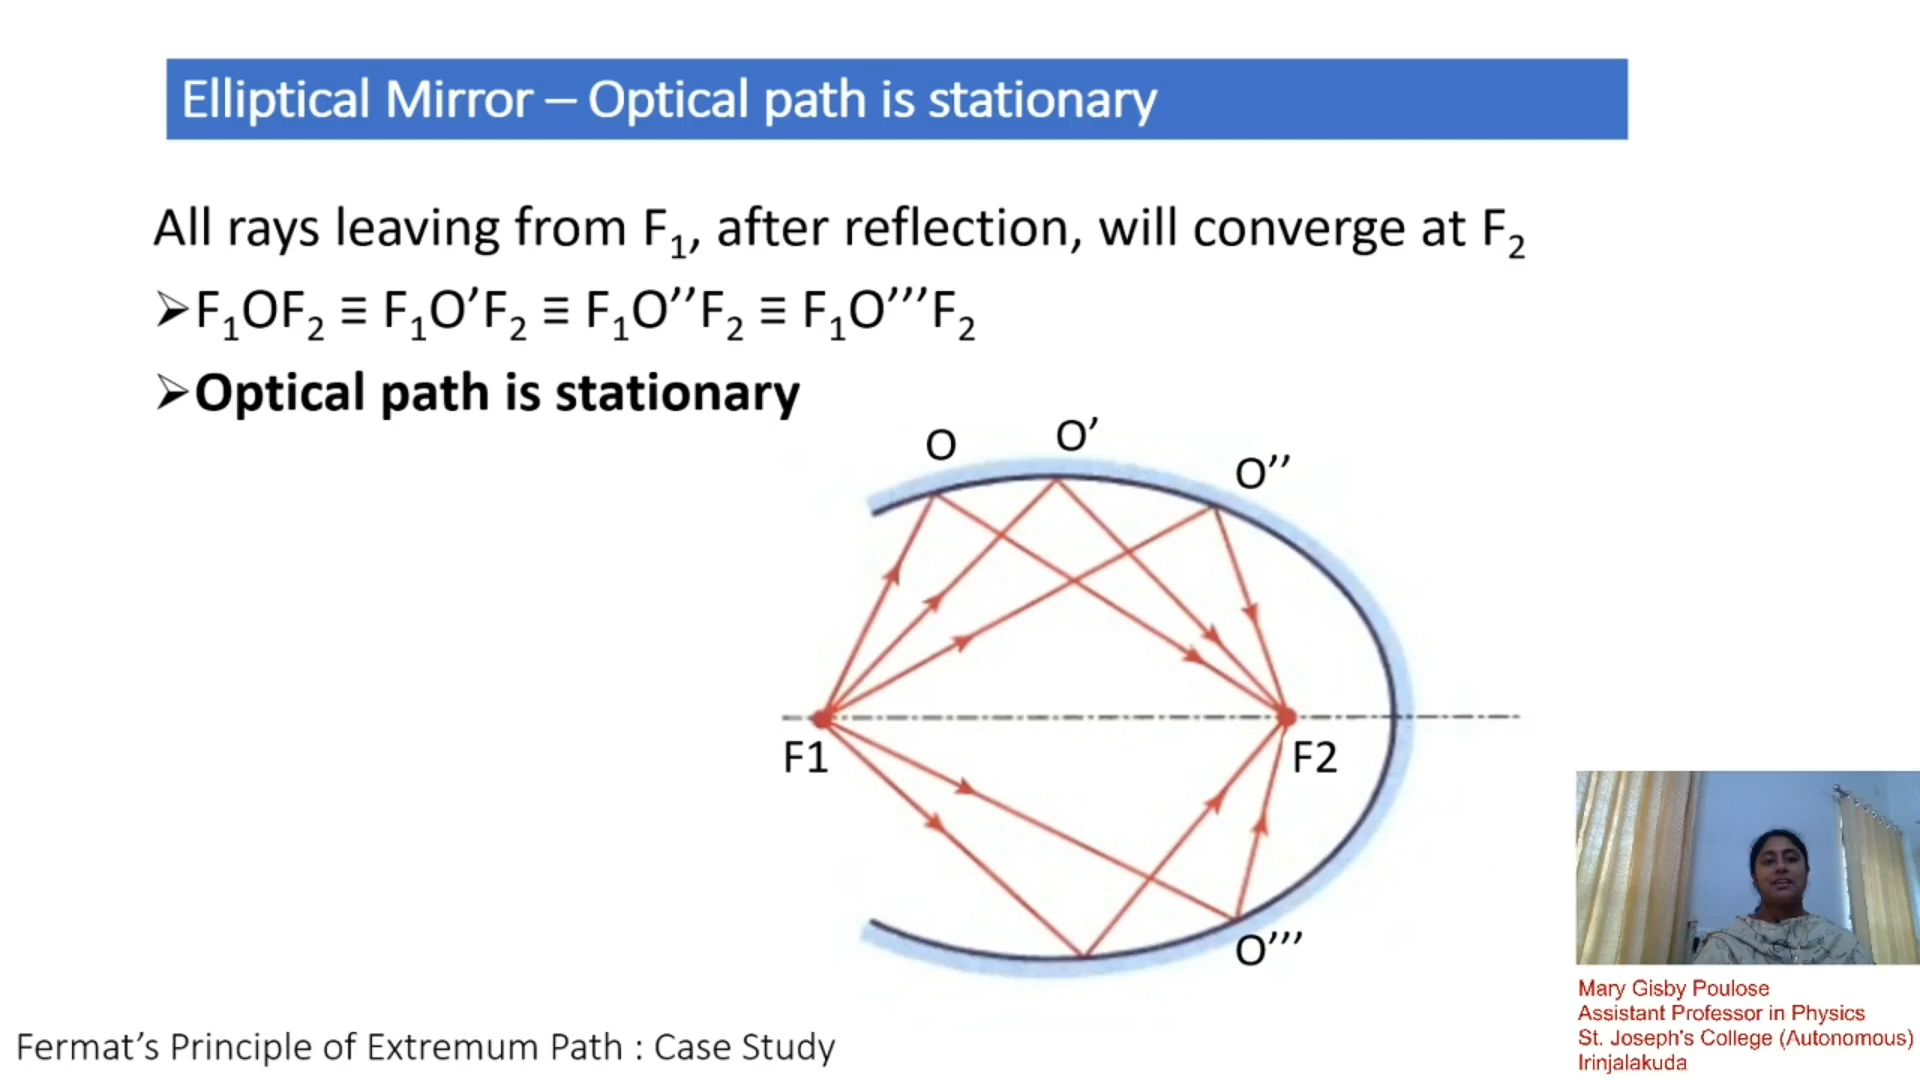 Elliptical Mirror – Optical path is stationary
All rays leaving from F₁, after reflection, will converge at F₂
➢F₁OF₂ ≡ F₁O’F₂ ≡ F₁O’’F₂ ≡ F₁O’’’F₂
➢Optical path is stationary
O
O’
O’’
F1
F2
O’’’
Mary Gisby Poulose
Assistant Professor in Physics
St. Joseph's College (Autonomous)
Irinjalakuda
Fermat’s Principle of Extremum Path : Case Study